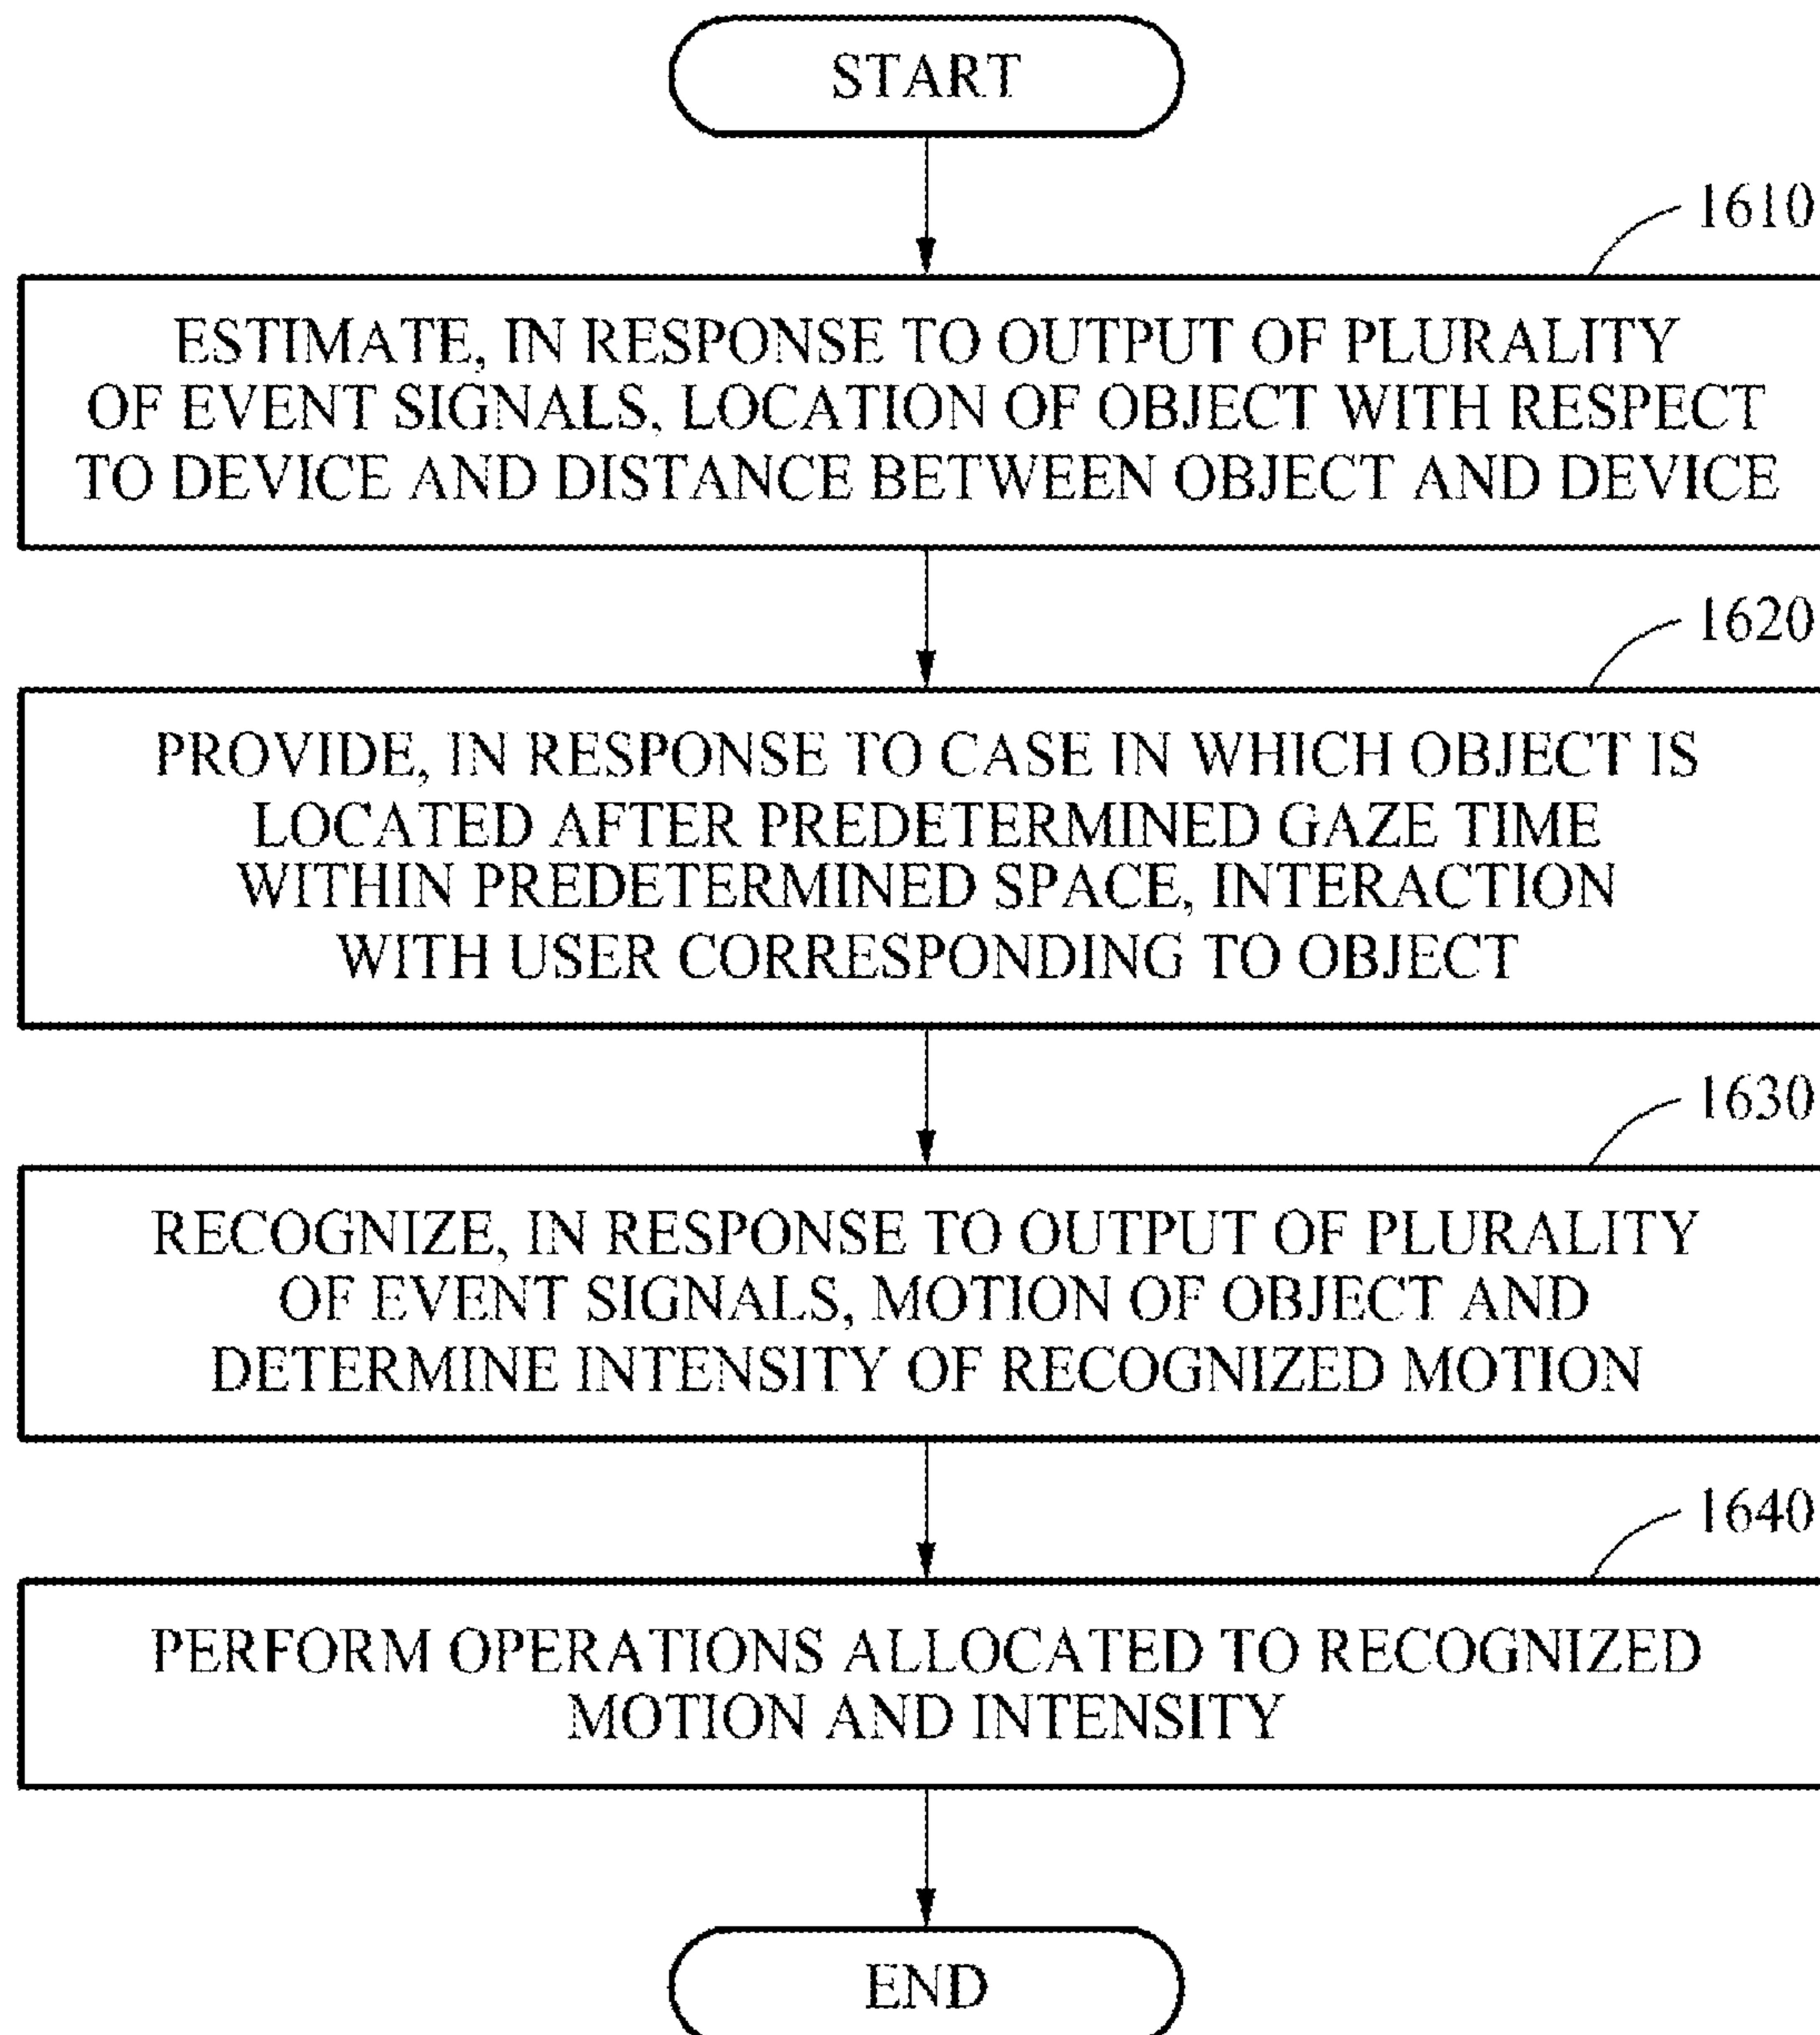 START
1610
ESTIMATE, IN RESPONSE TO OUTPUT OF PLURALITY
OF EVENT SIGNALS, LOCATION OF OBJECT WITH RESPECT
TO DEVICE AND DISTANCE BETWEEN OBJECT AND DEVICE
1620
PROVIDE, IN RESPONSE TO CASE IN WHICH OBJECT IS
LOCATED AFTER PREDETERMINED GAZE TIME
WITHIN PREDETERMINED SPACE, INTERACTION
WITH USER CORRESPONDING TO OBJECT
1630
RECOGNIZE, IN RESPONSE TO OUTPUT OF PLURALITY
OF EVENT SIGNALS, MOTION OF OBJECT AND
DETERMINE INTENSITY OF RECOGNIZED MOTION
1640
PERFORM OPERATIONS ALLOCATED TO RECOGNIZED
MOTION AND INTENSITY
END